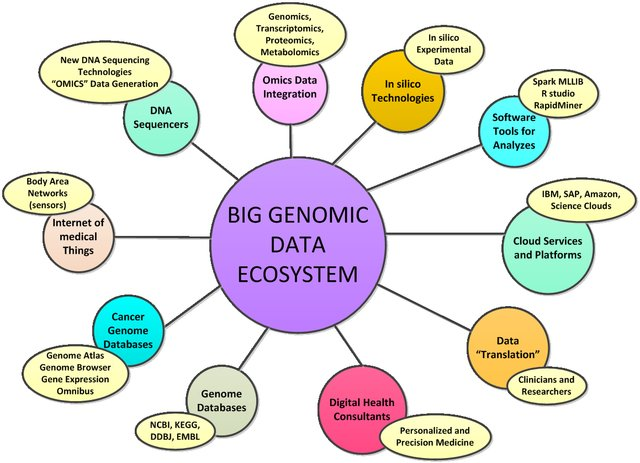 Genomics,
Transcriptomics,
Proteomics,
Metabolomics
Omics Data
Integration
In silico
Experimental
Data
In silico
Technologies
New DNA Sequencing
Technologies
“OMICS” Data Generation
DNA
Sequencers
Spark MLLIB
R studio
RapidMiner
Software
Tools for
Analyzes
Body Area
Networks
(sensors)
Internet of
medical
Things
BIG GENOMIC
DATA
ECOSYSTEM
IBM, SAP, Amazon,
Science Clouds
Cloud Services
and Platforms
Cancer
Genome
Databases
Genome Atlas
Genome Browser
Gene Expression
Omnibus
Data
“Translation”
Clinicians and
Researchers
Genome
Databases
NCBI, KEGG,
DDBJ, EMBL
Digital Health
Consultants
Personalized and
Precision Medicine